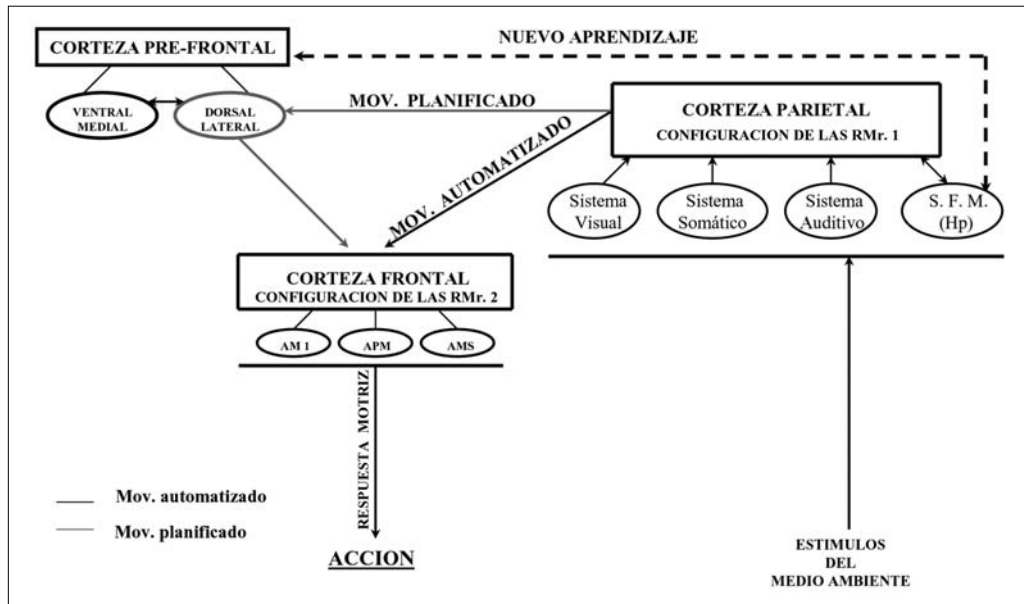 NUEVO APRENDIZAJE
CORTEZA PRE-FRONTAL
VENTRAL
MEDIAL
DORSAL
LATERAL
MOV. PLANIFICADO
CORTEZA PARIETAL
CONFIGURACION DE LAS RMr. 1
MOV. AUTOMATIZADO
Sistema
Visual
Sistema
Somático
Sistema
Auditivo
S. F. M.
(Hp)
CORTEZA FRONTAL
CONFIGURACION DE LAS RMr. 2
AM 1
APM
AMS
RESPUESTA MOTRIZ
Mov. automatizado
Mov. planificado
ACCION
ESTIMULOS
DEL
MEDIO AMBIENTE